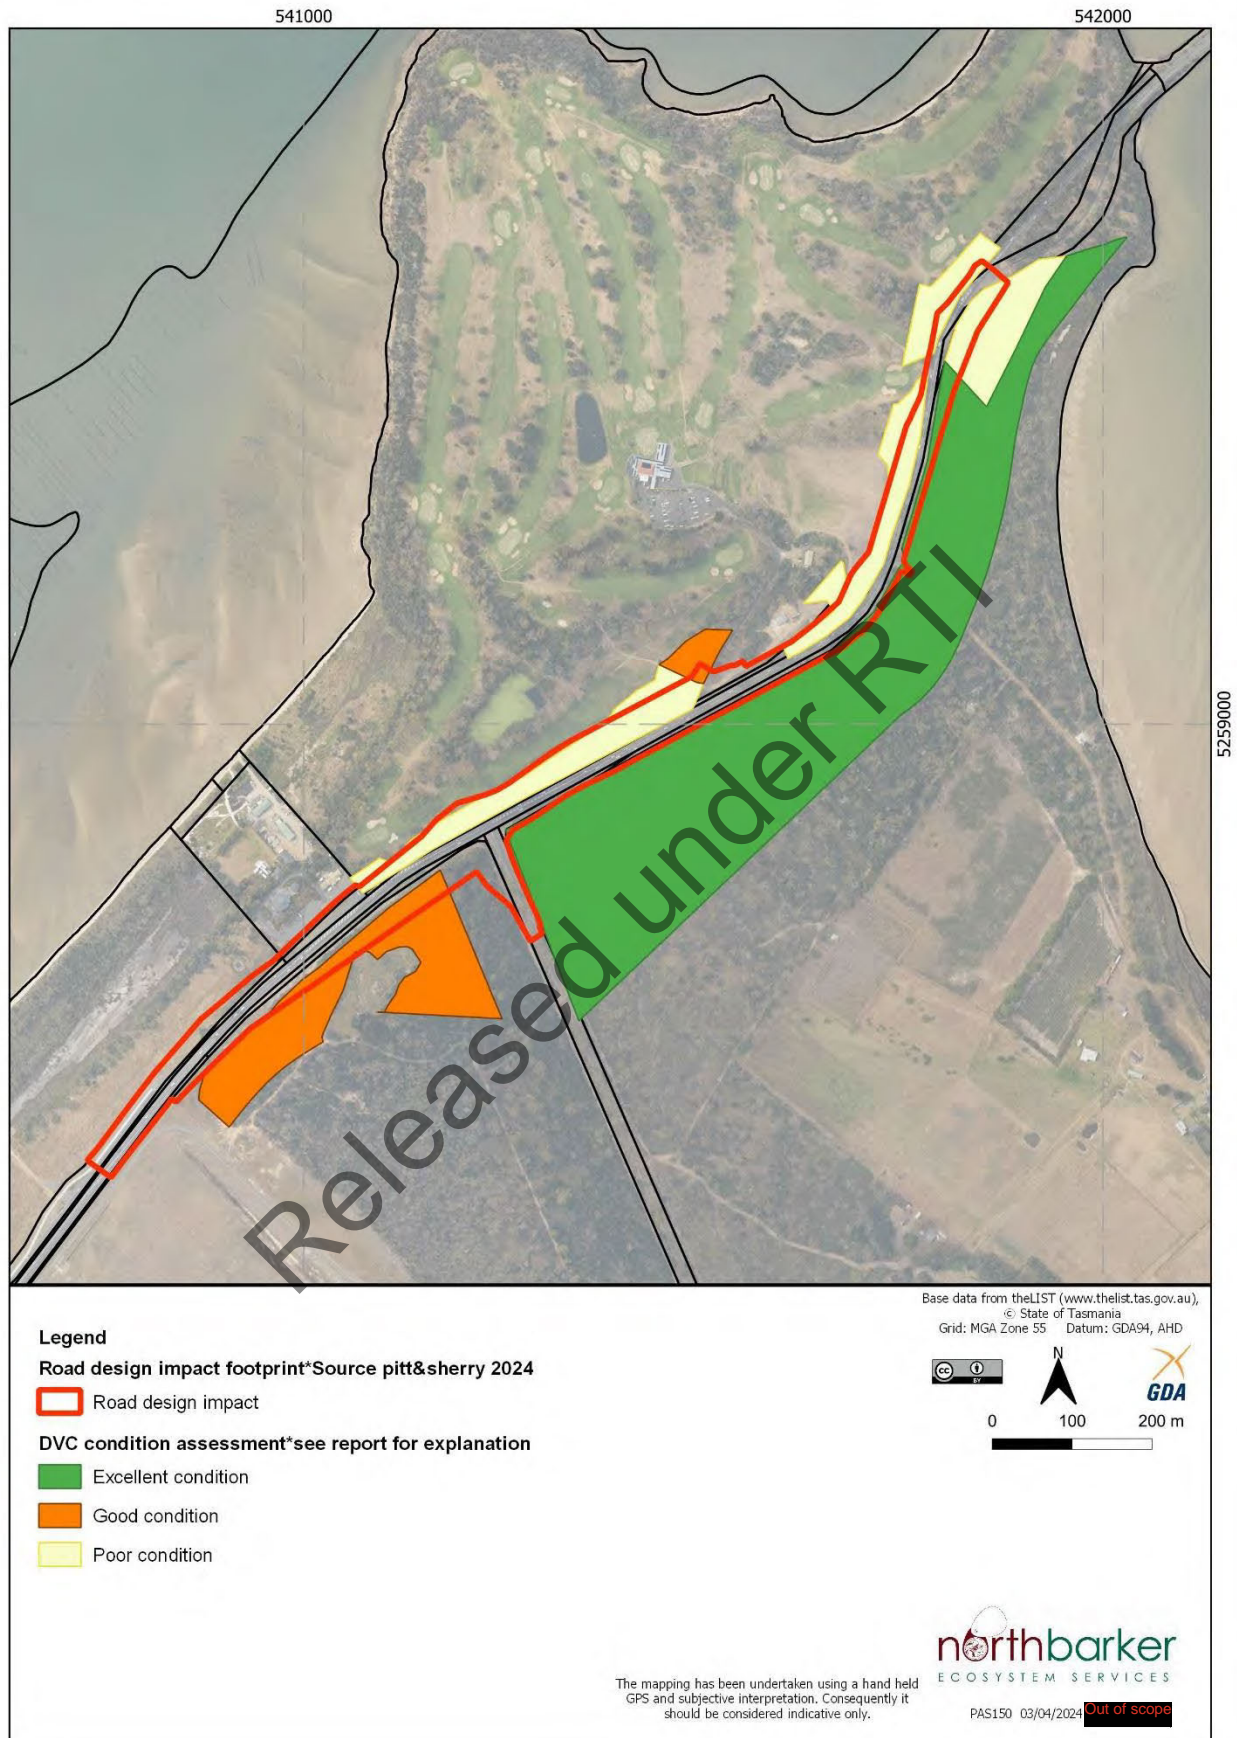 541000
542000
5259000
Released under RTI
Base data from theLIST (www.thelist.tas.gov.au),
© State of Tasmania
Grid: MGA Zone 55 Datum: GDA94, AHD
Legend
Road design impact footprint*Source pitt&sherry 2024
Road design impact
DVC condition assessment*see report for explanation
Excellent condition
Good condition
Poor condition
cc
BY
N
GDA
0 100 200 m
northbarker
ECOSYSTEM SERVICES
The mapping has been undertaken using a hand held
GPS and subjective interpretation. Consequently it
should be considered indicative only.
PAS150 03/04/2024 Out of scope